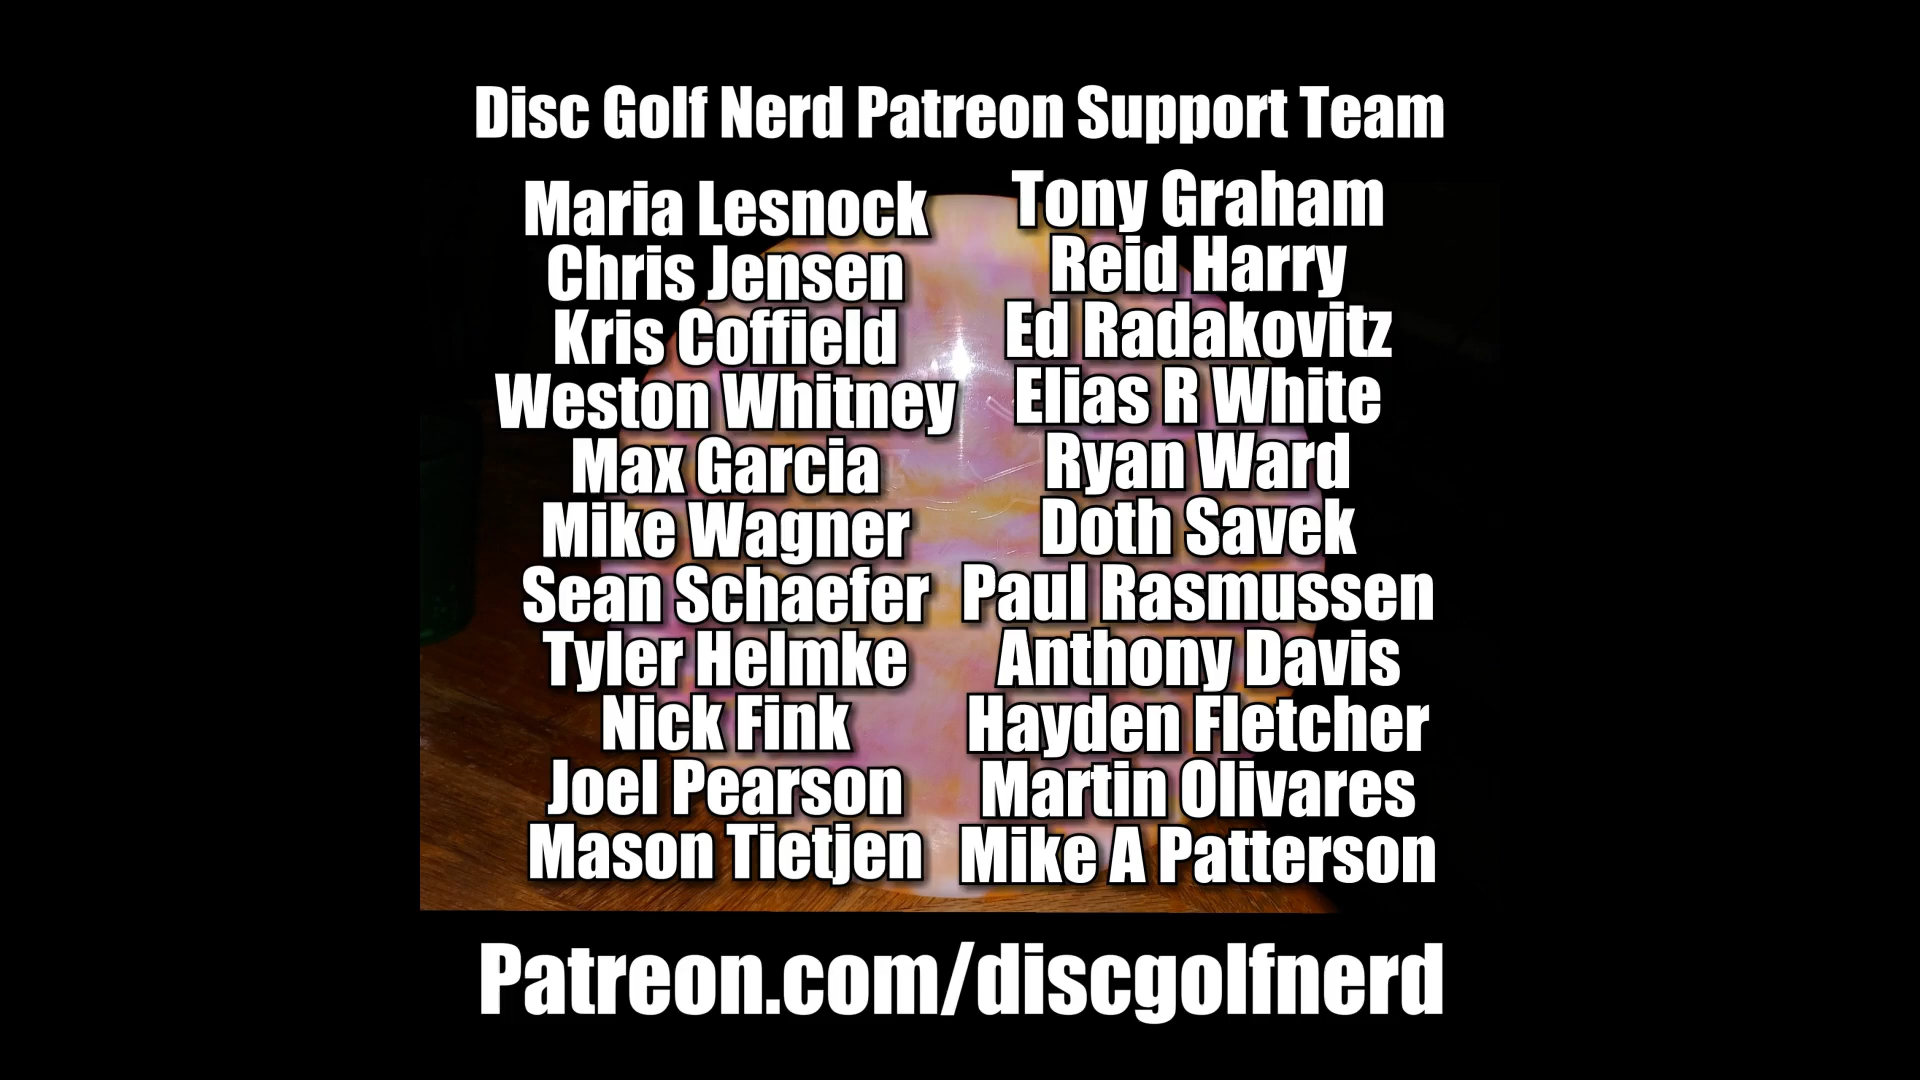 Disc Golf Nerd Patreon Support Team
Maria Lesnock
Chris Jensen
Kris Coffield
Weston Whitney
Max Garcia
Mike Wagner
Sean Schaefer
Tyler Helmke
Nick Fink
Joel Pearson
Mason Tietjen
Tony Graham
Reid Harry
Ed Radakovitz
Elias R White
Ryan Ward
Doth Savek
Paul Rasmussen
Anthony Davis
Hayden Fletcher
Martin Olivares
Mike A Patterson
Patreon.com/discgolfnerd